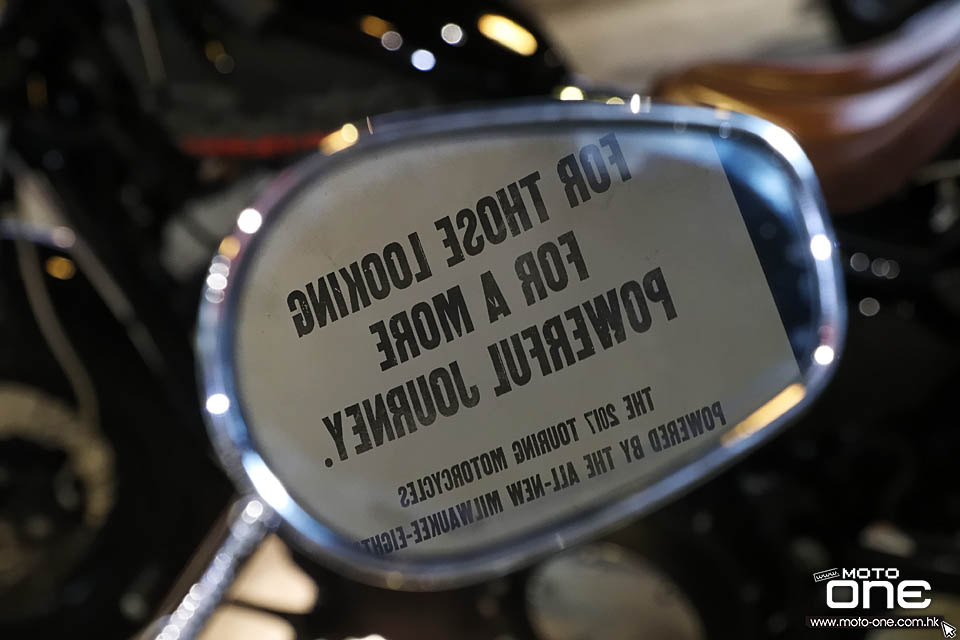 FOR THOSE LOOKING
FOR A MORE
POWERFUL JOURNEY.
THE 2017 TOURING MOTORCYCLES
POWERED BY THE ALL-NEW MILWAUKEE-EIGHT
www.
MOTO
ONE
www.moto-one.com.hk